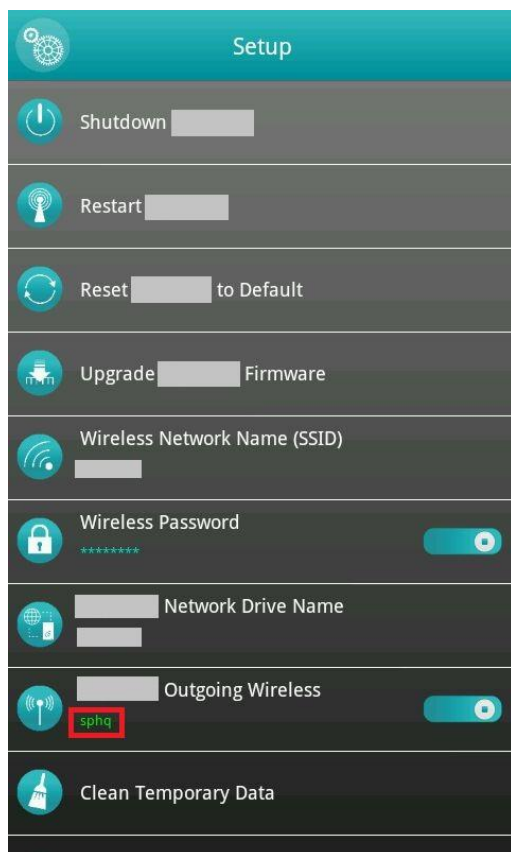 Setup
Shutdown
Restart
Reset to Default
Upgrade Firmware
Wireless Network Name (SSID)
Wireless Password
********
Network Drive Name
Outgoing Wireless
sphq
Clean Temporary Data